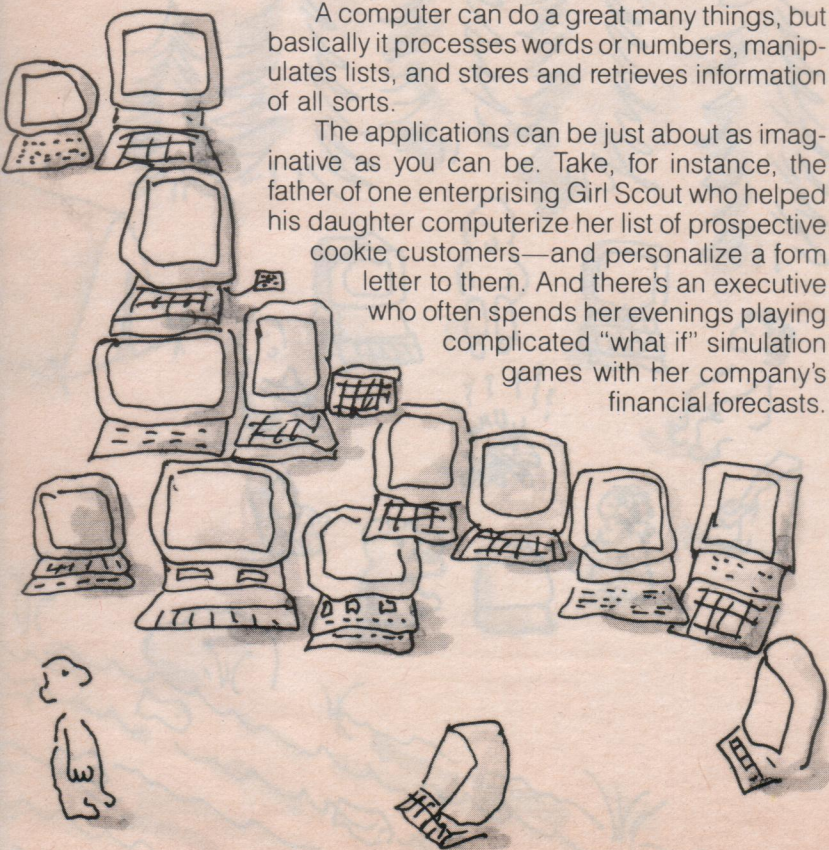 A computer can do a great many things, but
basically it processes words or numbers, manip-
ulates lists, and stores and retrieves information
of all sorts.
The applications can be just about as imag-
inative as you can be. Take, for instance, the
father of one enterprising Girl Scout who helped
his daughter computerize her list of prospective
cookie customers—and personalize a form
letter to them. And there’s an executive
who often spends her evenings playing
complicated “what if” simulation
games with her company’s
financial forecasts.